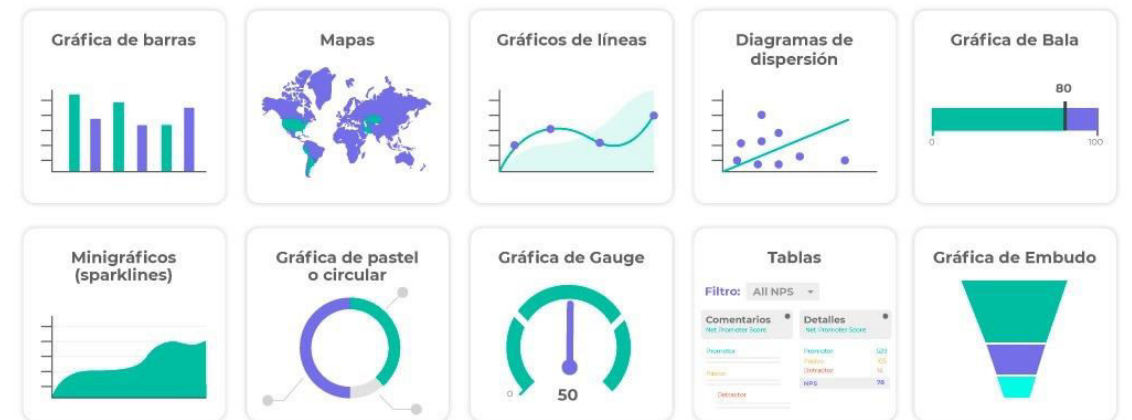 Gráfica de barras
Mapas
Gráficos de líneas
Diagramas de
dispersión
Gráfica de Bala
80
0
100
Minigráficos
(sparklines)
Gráfica de pastel
o circular
Gráfica de Gauge
0
50
Tablas
Filtro: All NPS
Comentarios
Net Promoter Score
Promotor
Pasivo
Detractor
Detalles
Net Promoter Score
Promotor
Pasivo
Detractor
NPS 78
Gráfica de Embudo